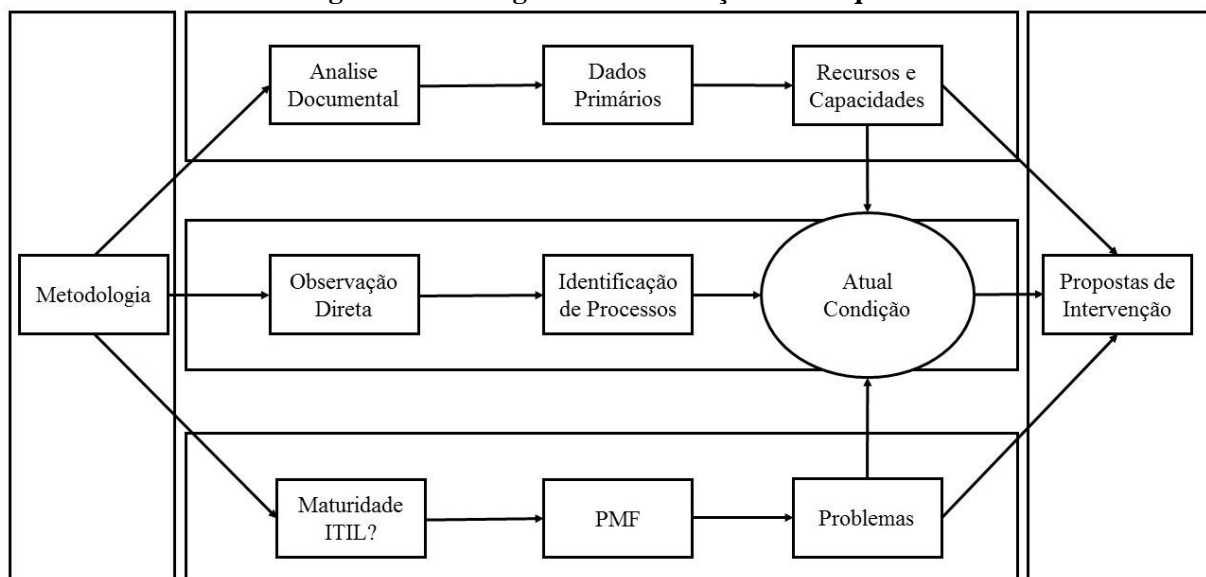 Analise
Documental
Dados
Primários
Recursos e
Capacidades
Metodologia
Observação
Direta
Identificação
de Processos
Atual
Condição
Propostas de
Intervenção
Maturidade
ITIL?
PMF
Problemas